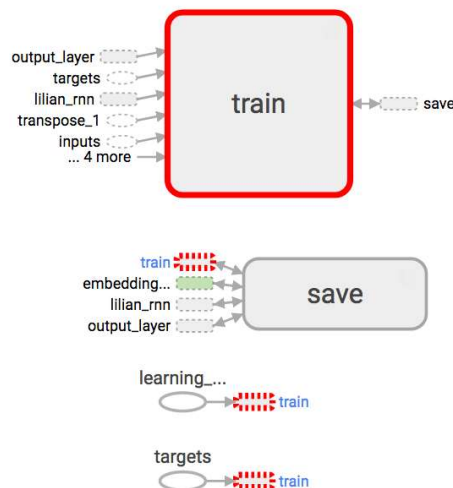 output_layer
targets
lilian_rnn
transpose_1
inputs
... 4 more
train
save
train
embedding...
lilian_rnn
output_layer
save
learning_...
train
targets
train